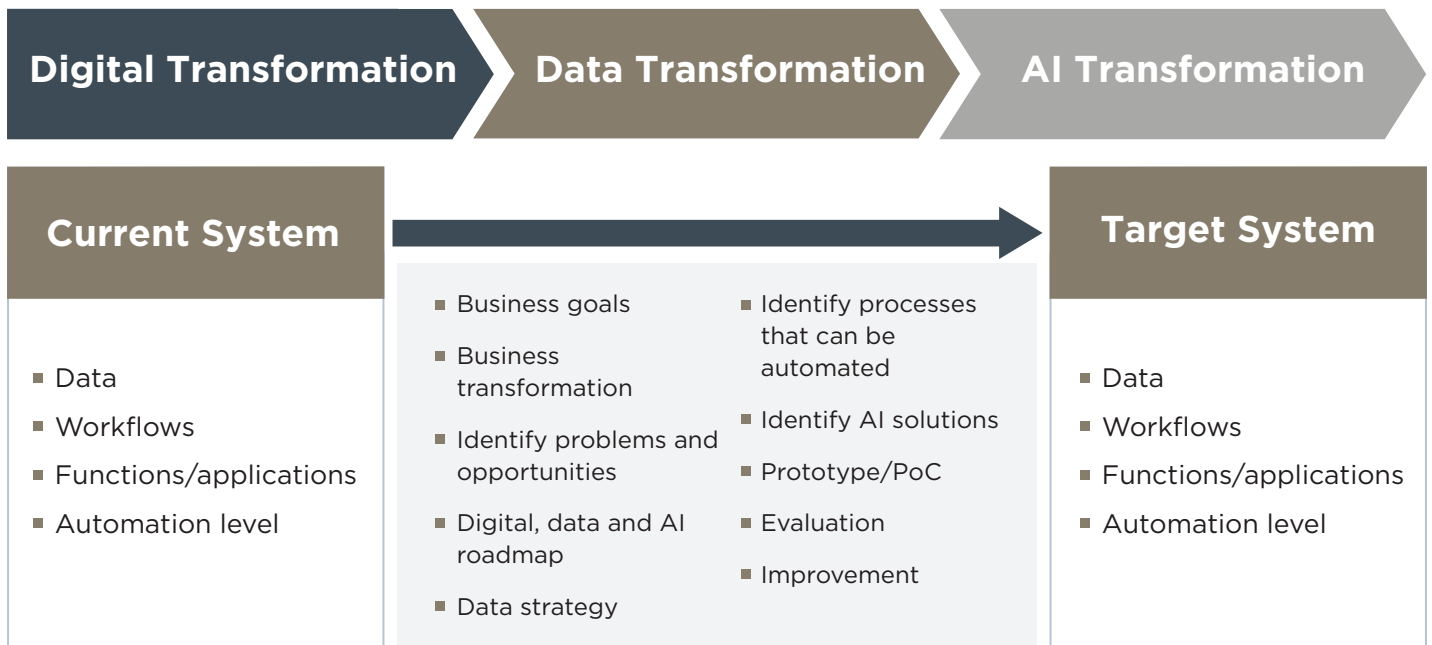 Digital Transformation
Data Transformation
AI Transformation
Current System
Data
Workflows
Functions/applications
Automation level
Business goals
Business
transformation
Identify problems and
opportunities
Digital, data and AI
roadmap
Data strategy
Identify processes
that can be
automated
Identify AI solutions
Prototype/PoC
Evaluation
Improvement
Target System
Data
Workflows
Functions/applications
Automation level